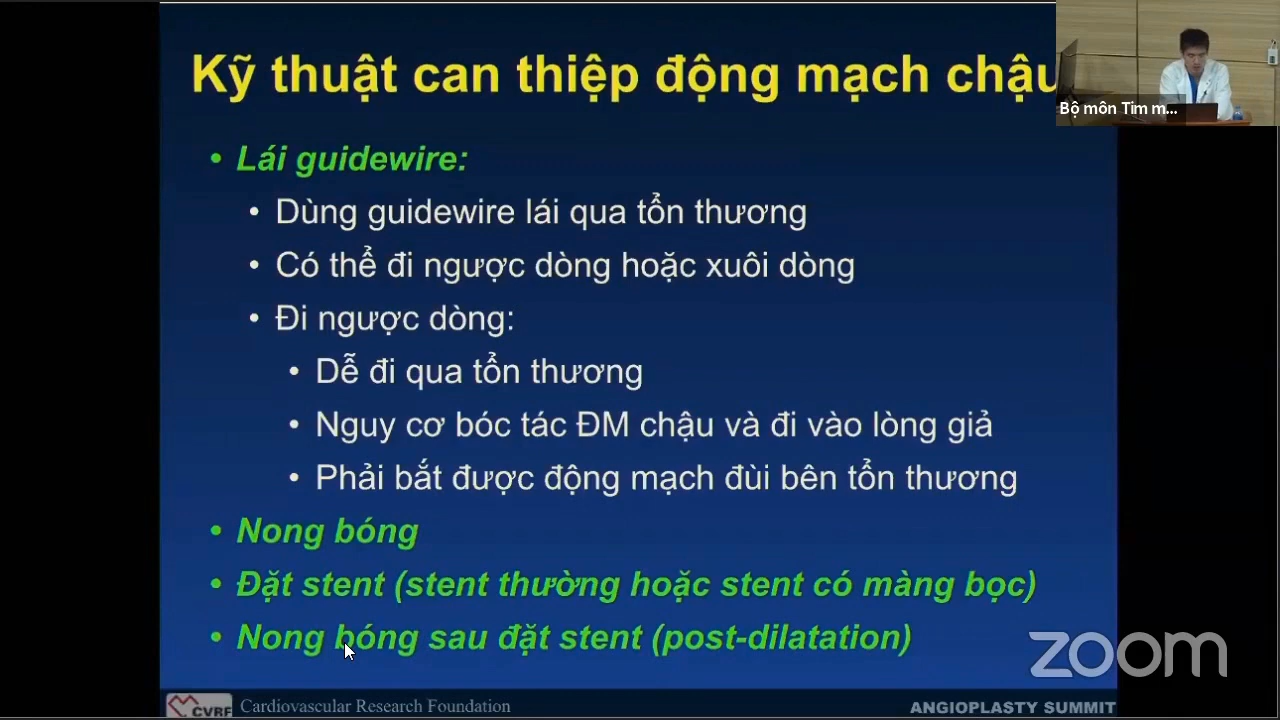 Kỹ thuật can thiệp động mạch chậu
Bộ môn Tim m...
• Lái guidewire:
• Dùng guidewire lái qua tổn thương
• Có thể đi ngược dòng hoặc xuôi dòng
• Đi ngược dòng:
• Dễ đi qua tổn thương
• Nguy cơ bóc tác ĐM chậu và đi vào lòng giả
• Phải bắt được động mạch đùi bên tổn thương
• Nong bóng
• Đặt stent (stent thường hoặc stent có màng bọc)
• Nong bóng sau đặt stent (post-dilatation)
zoom
CVRF Cardiovascular Research Foundation
ANGIOPLASTY SUMMIT